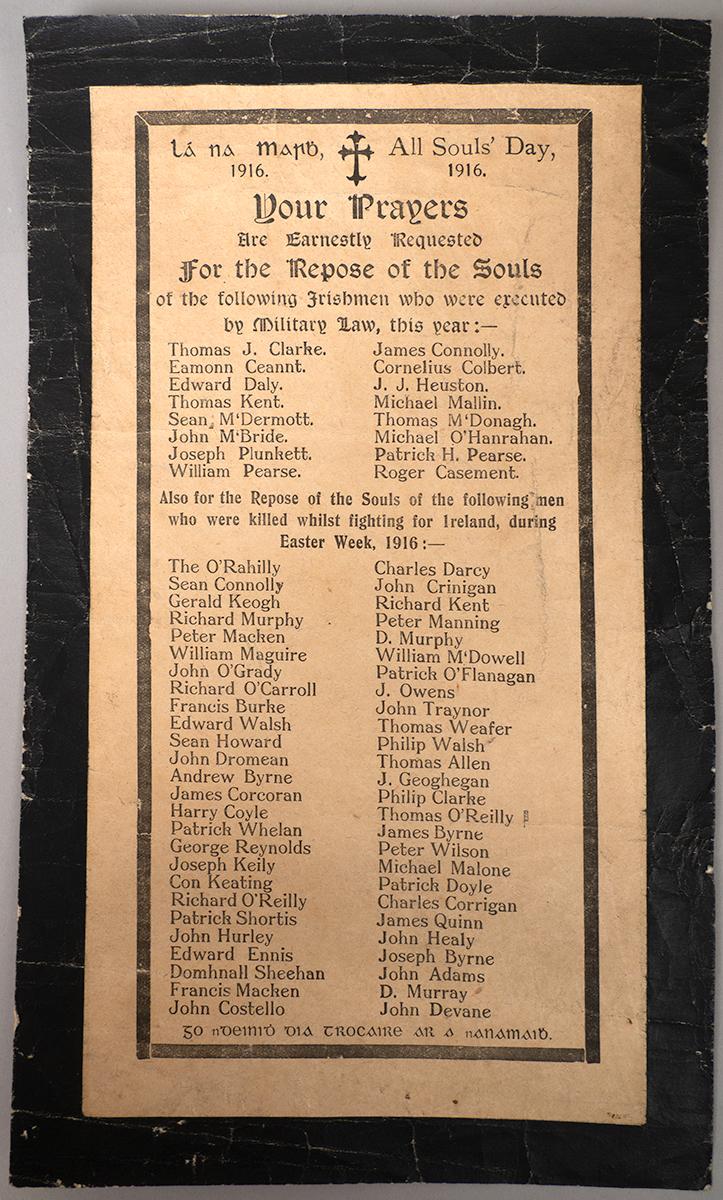 Lá na Marḃ,
1916.
All Souls' Day,
1916.
Your Prayers
Are Earnestly Requested
For the Repose of the Souls
of the following Irishmen who were executed
by Military Law, this year:—
Thomas J. Clarke.
Eamonn Ceannt.
Edward Daly.
Thomas Kent.
Sean M‘Dermott.
John M‘Bride.
Joseph Plunkett.
William Pearse.
James Connolly.
Cornelius Colbert.
J. J. Heuston.
Michael Mallin.
Thomas M‘Donagh.
Michael O'Hanrahan.
Patrick H. Pearse.
Roger Casement.
Also for the Repose of the Souls of the following men
who were killed whilst fighting for Ireland, during
Easter Week, 1916:—
The O'Rahilly
Sean Connolly
Gerald Keogh
Richard Murphy
Peter Macken
William Maguire
John O'Grady
Richard O'Carroll
Francis Burke
Edward Walsh
Sean Howard
John Dromean
Andrew Byrne
James Corcoran
Harry Coyle
Patrick Whelan
George Reynolds
Joseph Keily
Con Keating
Richard O'Reilly
Patrick Shortis
John Hurley
Edward Ennis
Domhnall Sheehan
Francis Macken
John Costello
Charles Darcy
John Crinigan
Richard Kent
Peter Manning
D. Murphy
William M‘Dowell
Patrick O'Flanagan
J. Owens
John Traynor
Thomas Weafer
Philip Walsh
Thomas Allen
J. Geoghegan
Philip Clarke
Thomas O'Reilly
James Byrne
Peter Wilson
Michael Malone
Patrick Doyle
Charles Corrigan
James Quinn
John Healy
Joseph Byrne
John Adams
D. Murray
John Devane
Go nDeiniḋ Dia Trocaire ar a nanamaiḃ.